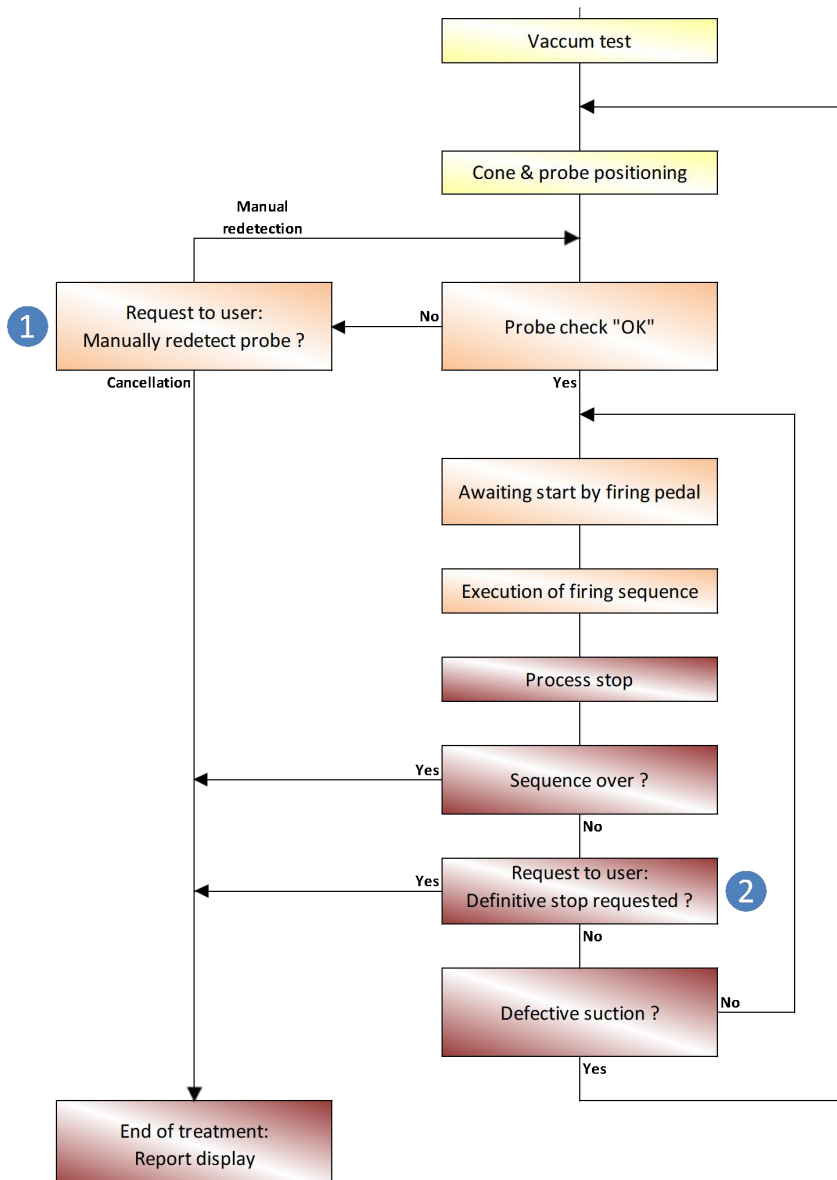 Vaccum test
Cone & probe positioning
Manual
redetection
1
Request to user:
Manually redetect probe ?
No
Probe check "OK"
Cancellation
Yes
Awaiting start by firing pedal
Execution of firing sequence
Process stop
Yes
Sequence over ?
No
Yes
Request to user:
Definitive stop requested ?
2
No
Defective suction ?
No
Yes
End of treatment:
Report display